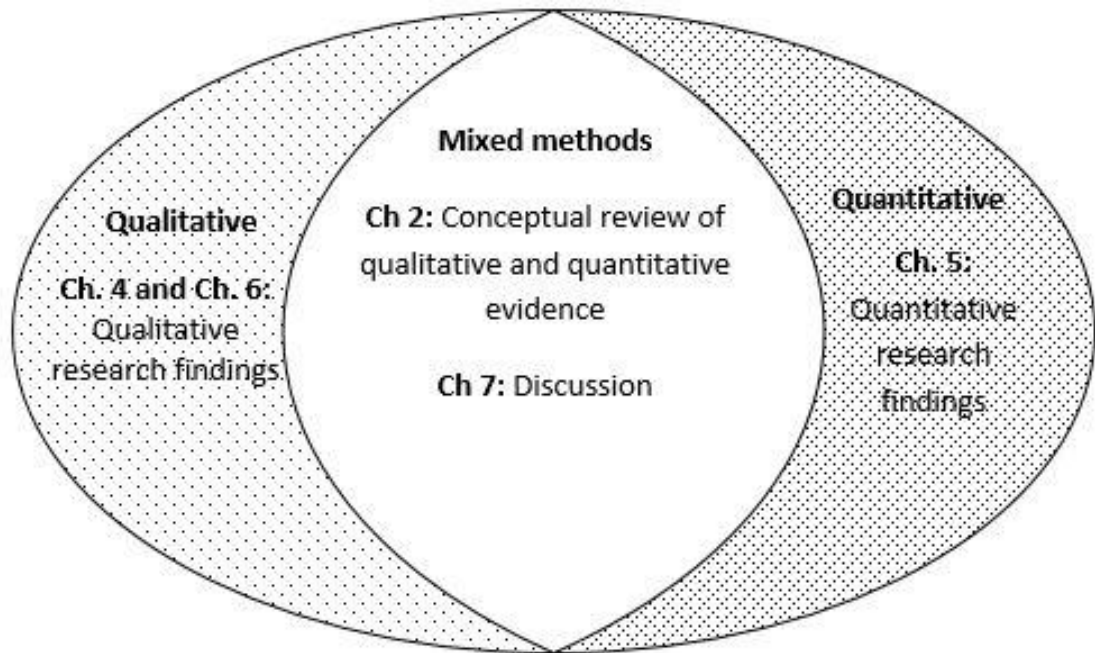 Qualitative
Ch. 4 and Ch. 6:
Qualitative
research findings
Mixed methods
Ch 2: Conceptual review of
qualitative and quantitative
evidence
Ch 7: Discussion
Quantitative
Ch. 5:
Quantitative
research
findings